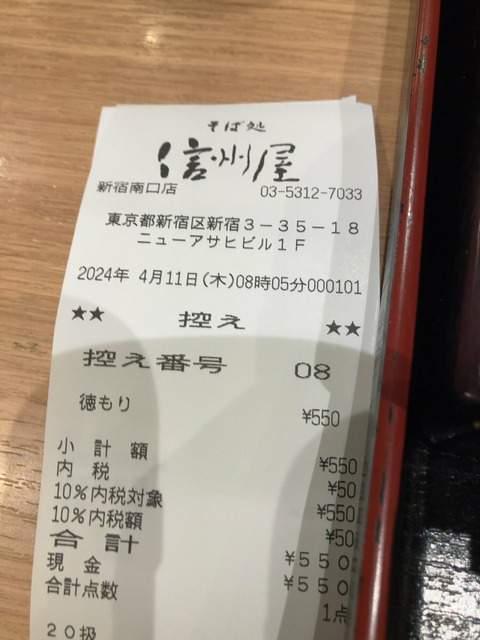 そば処
信州屋
新宿南口店 03-5312-7033
東京都新宿区新宿3-35-18
ニューアサヒビル1F
2024年 4月11日(木)08時05分000101
★★ 控え ★★
控え番号 08
徳もり ¥550
小計額 ¥550
内税 ¥50
10%内税対象 ¥550
10%内税額 ¥50
合計 ¥550
現金 ¥550
合計点数 1点
20扱